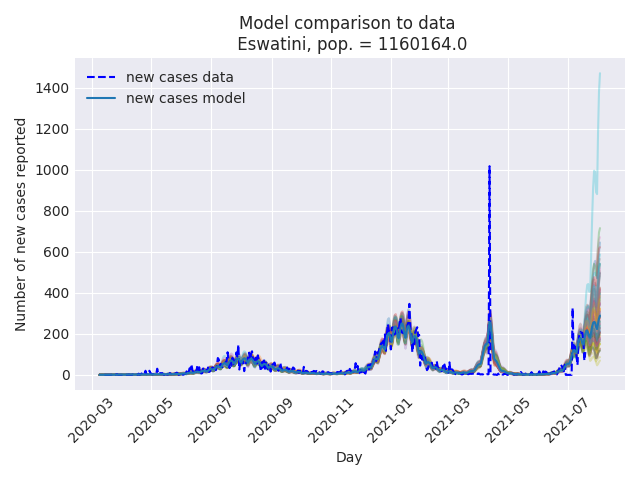 Model comparison to data
Eswatini, pop. = 1160164.0
new cases data
new cases model
Number of new cases reported
1400
1200
1000
800
600
400
200
0
2020-03
2020-05
2020-07
2020-09
2020-11
2021-01
2021-03
2021-05
2021-07
Day